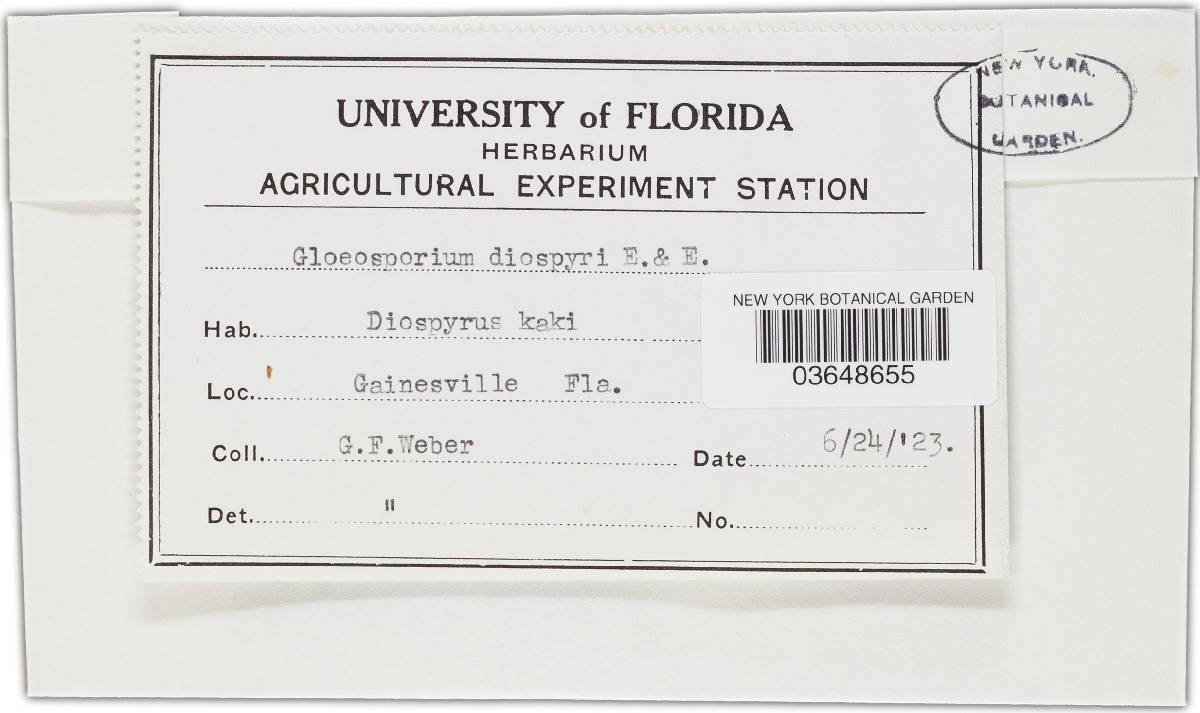 NEW YORK
BOTANICAL
GARDEN.
UNIVERSITY of FLORIDA
HERBARIUM
AGRICULTURAL EXPERIMENT STATION
Gloeosporium diospyri E.& E.
Hab. Diospyrus kaki
Loc. Gainesville Fla.
NEW YORK BOTANICAL GARDEN
03648655
Coll. G.F.Weber Date 6/24/'23.
Det. " No.